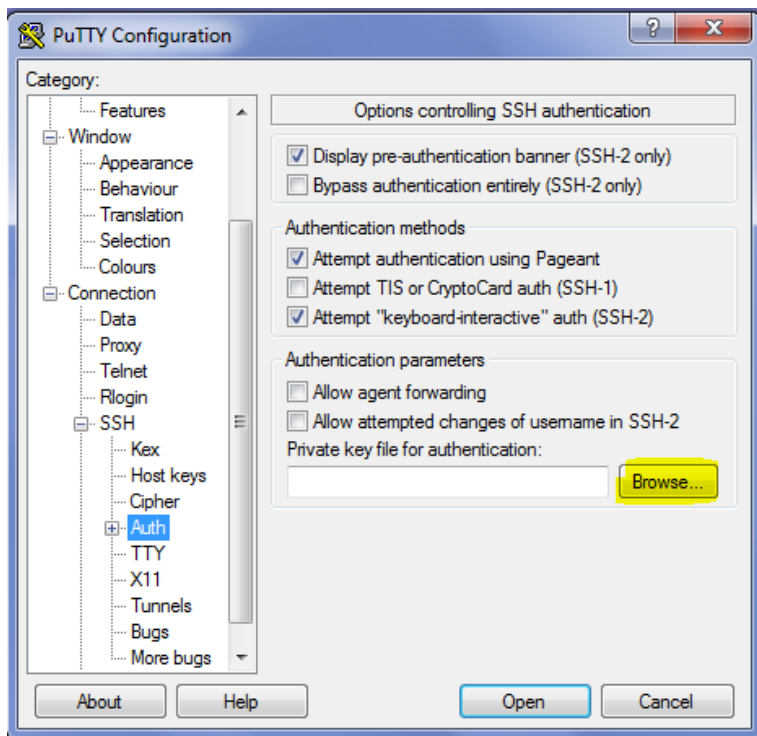 PuTTY Configuration
Category:
Features
Window
Appearance
Behaviour
Translation
Selection
Colours
Connection
Data
Proxy
Telnet
Rlogin
SSH
Kex
Host keys
Cipher
Auth
TTY
X11
Tunnels
Bugs
More bugs
Options controlling SSH authentication
Display pre-authentication banner (SSH-2 only)
Bypass authentication entirely (SSH-2 only)
Authentication methods
Attempt authentication using Pageant
Attempt TIS or CryptoCard auth (SSH-1)
Attempt "keyboard-interactive" auth (SSH-2)
Authentication parameters
Allow agent forwarding
Allow attempted changes of username in SSH-2
Private key file for authentication:
Browse...
About
Help
Open
Cancel